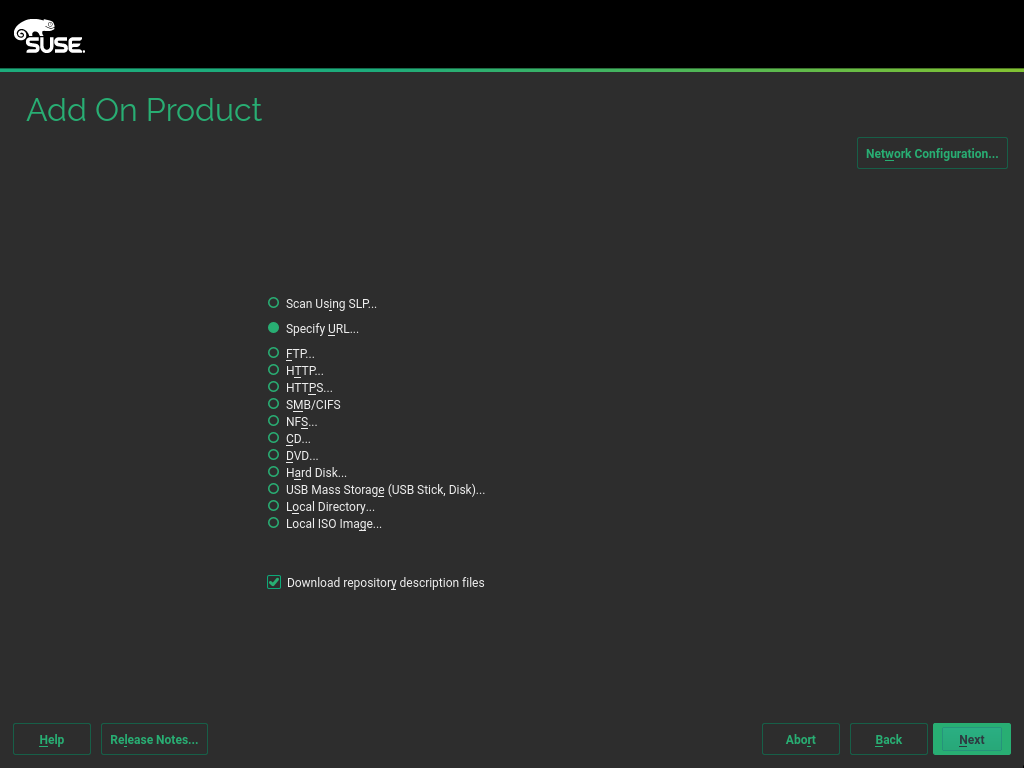 SUSE.
Add On Product
Network Configuration...
Scan Using SLP...
Specify URL...
FTP...
HTTP...
HTTPS...
SMB/CIFS
NFS...
CD...
DVD...
Hard Disk...
USB Mass Storage (USB Stick, Disk)...
Local Directory...
Local ISO Image...
Download repository description files
Help
Release Notes...
Abort
Back
Next